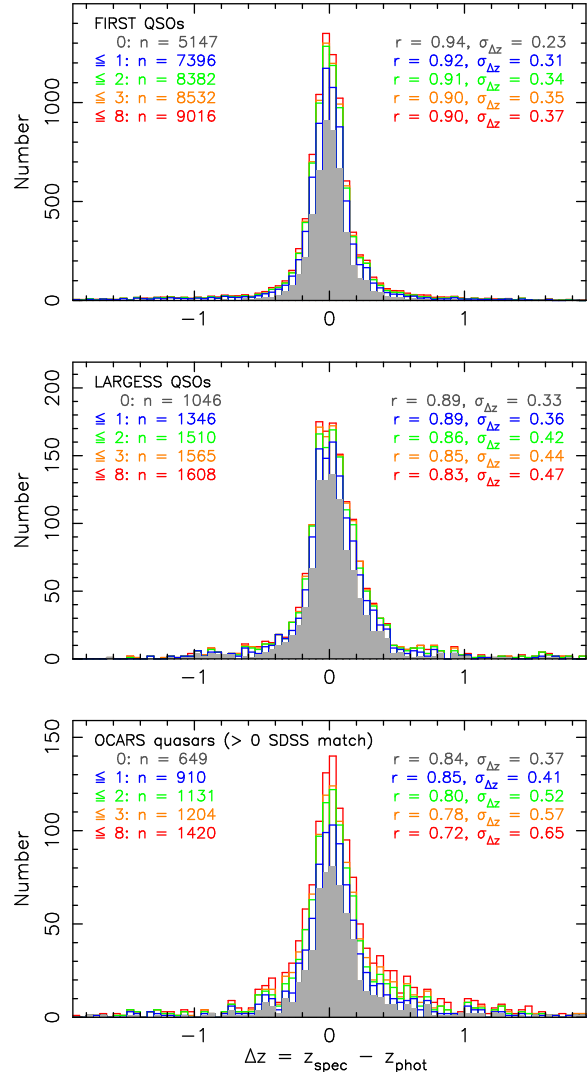 FIRST QSOs
0: n = 5147 r = 0.94, σΔz = 0.23
≦ 1: n = 7396 r = 0.92, σΔz = 0.31
≦ 2: n = 8382 r = 0.91, σΔz = 0.34
≦ 3: n = 8532 r = 0.90, σΔz = 0.35
≦ 8: n = 9016 r = 0.90, σΔz = 0.37
Number
0 500 1000
−1 0 1
LARGESS QSOs
0: n = 1046 r = 0.89, σΔz = 0.33
≦ 1: n = 1346 r = 0.89, σΔz = 0.36
≦ 2: n = 1510 r = 0.86, σΔz = 0.42
≦ 3: n = 1565 r = 0.85, σΔz = 0.44
≦ 8: n = 1608 r = 0.83, σΔz = 0.47
Number
0 50 100 150 200
−1 0 1
OCARS quasars (> 0 SDSS match)
0: n = 649 r = 0.84, σΔz = 0.37
≦ 1: n = 910 r = 0.85, σΔz = 0.41
≦ 2: n = 1131 r = 0.80, σΔz = 0.52
≦ 3: n = 1204 r = 0.78, σΔz = 0.57
≦ 8: n = 1420 r = 0.72, σΔz = 0.65
Number
0 50 100 150
−1 0 1
Δz = zspec − zphot